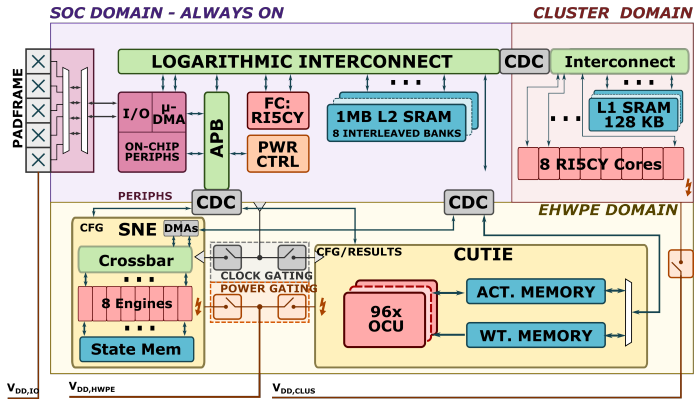 SOC DOMAIN - ALWAYS ON
CLUSTER DOMAIN
PADFRAME
LOGARITHMIC INTERCONNECT
CDC
Interconnect
I/O
μ-
DMA
ON-CHIP
PERIPHS
APB
FC:
RI5CY
PWR
CTRL
1MB L2 SRAM
8 INTERLEAVED BANKS
L1 SRAM
128 KB
8 RI5CY Cores
PERIPHS
CDC
CDC
EHWPE DOMAIN
CFG
SNE
DMAs
Crossbar
8 Engines
State Mem
CLOCK GATING
POWER GATING
CFG/RESULTS
CUTIE
96x
OCU
ACT. MEMORY
WT. MEMORY
VDD,IO
VDD,HWPE
VDD,CLUS